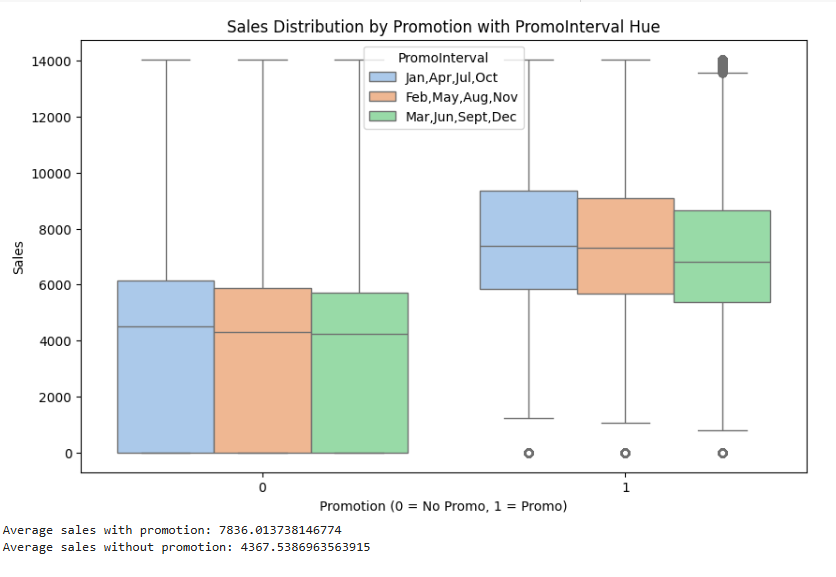 Sales Distribution by Promotion with PromoInterval Hue
PromoInterval
Jan,Apr,Jul,Oct
Feb,May,Aug,Nov
Mar,Jun,Sept,Dec
14000
12000
10000
8000
6000
4000
2000
0
Sales
0 1
Promotion (0 = No Promo, 1 = Promo)
Average sales with promotion: 7836.013738146774
Average sales without promotion: 4367.5386963563915